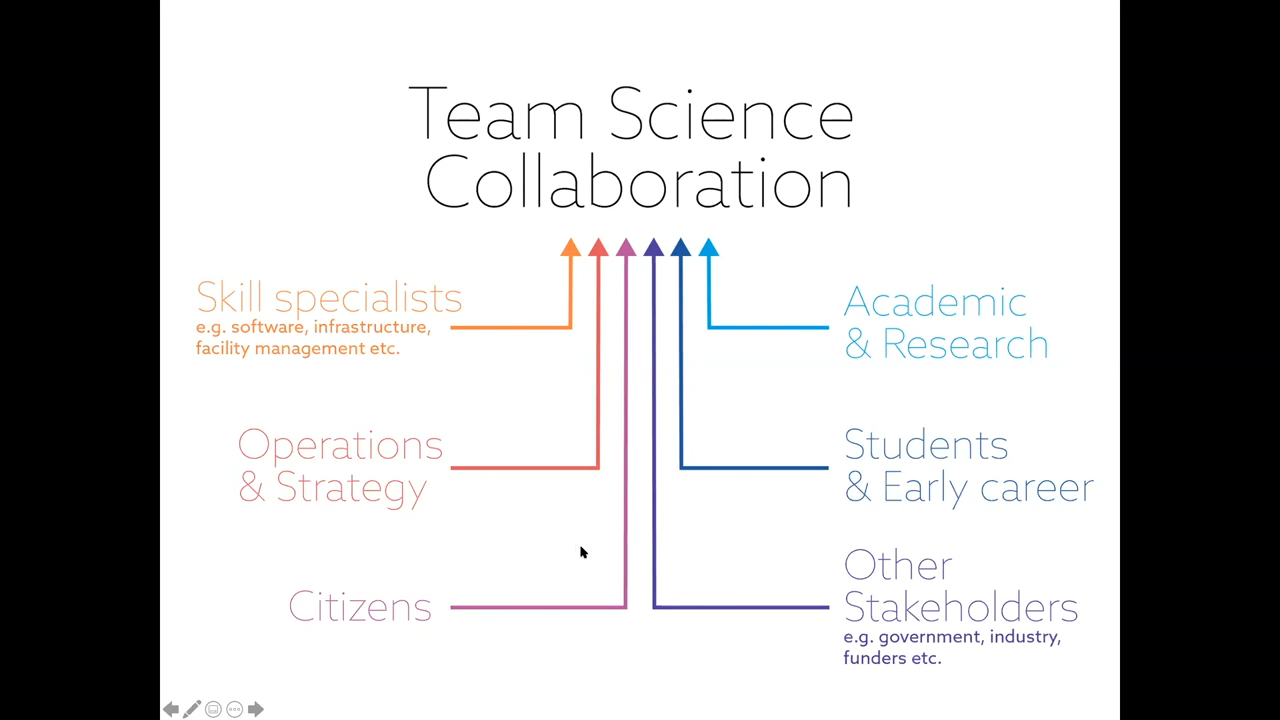 Team Science
Collaboration
Skill specialists
e.g. software, infrastructure,
facility management etc.
Operations
& Strategy
Citizens
Academic
& Research
Students
& Early career
Other
Stakeholders
e.g. government, industry,
funders etc.